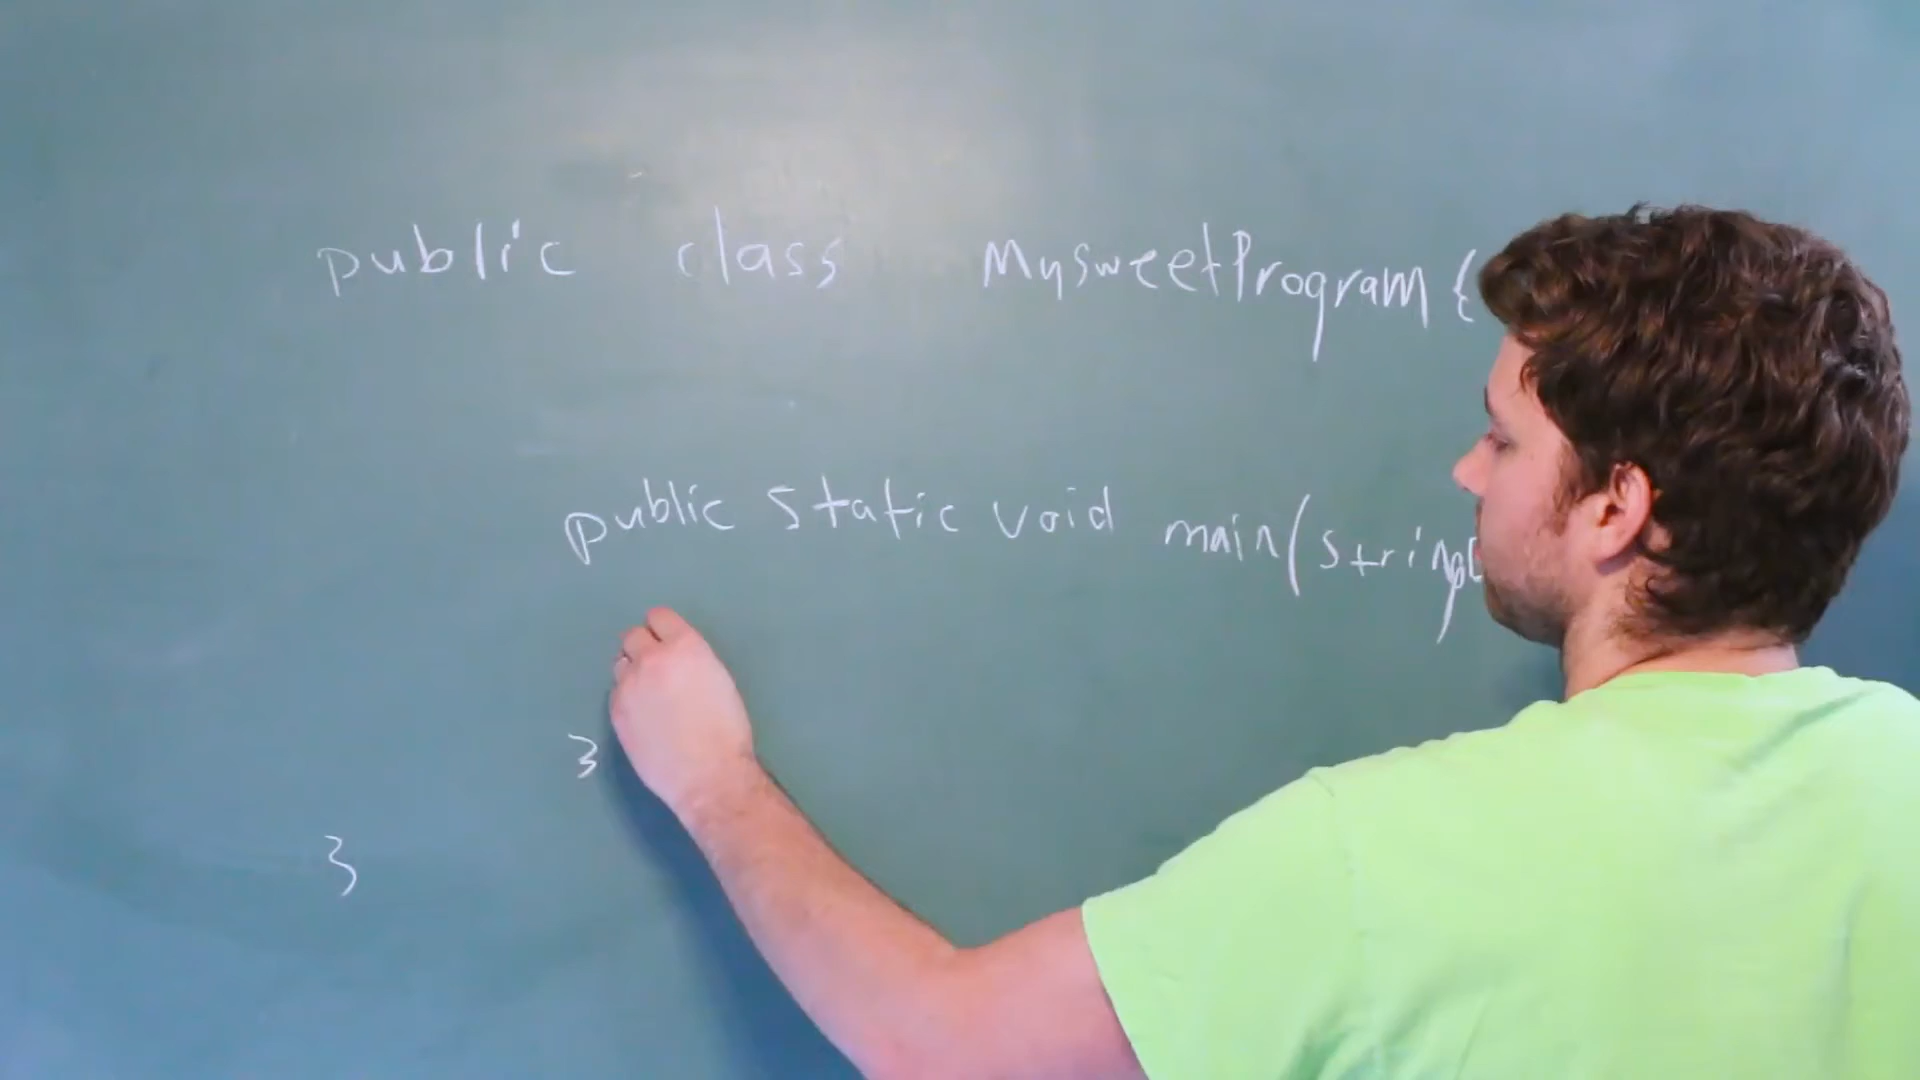 public class MysweetProgram {
public static void main(string[
}
}